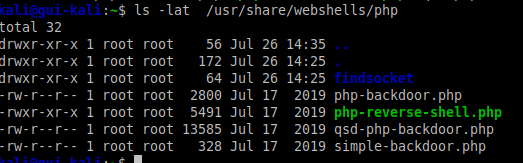 kali@gui-kali:~$ ls -lat  /usr/share/webshells/php
total 32
drwxr-xr-x 1 root root    56 Jul 26 14:35 ..
drwxr-xr-x 1 root root   172 Jul 26 14:25 .
drwxr-xr-x 1 root root    64 Jul 26 14:25 findsocket
-rw-r--r-- 1 root root  2800 Jul 17  2019 php-backdoor.php
-rwxr-xr-x 1 root root  5491 Jul 17  2019 php-reverse-shell.php
-rw-r--r-- 1 root root 13585 Jul 17  2019 qsd-php-backdoor.php
-rw-r--r-- 1 root root   328 Jul 17  2019 simple-backdoor.php
kali@gui-kali:~$